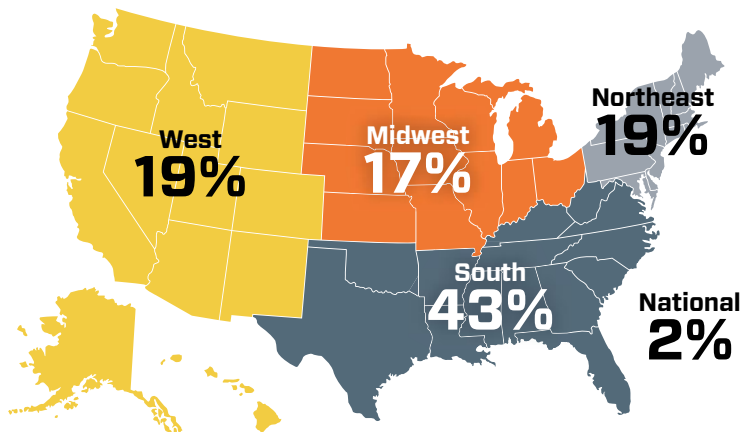 Northeast
19%
West
19%
Midwest
17%
South
43%
National
2%